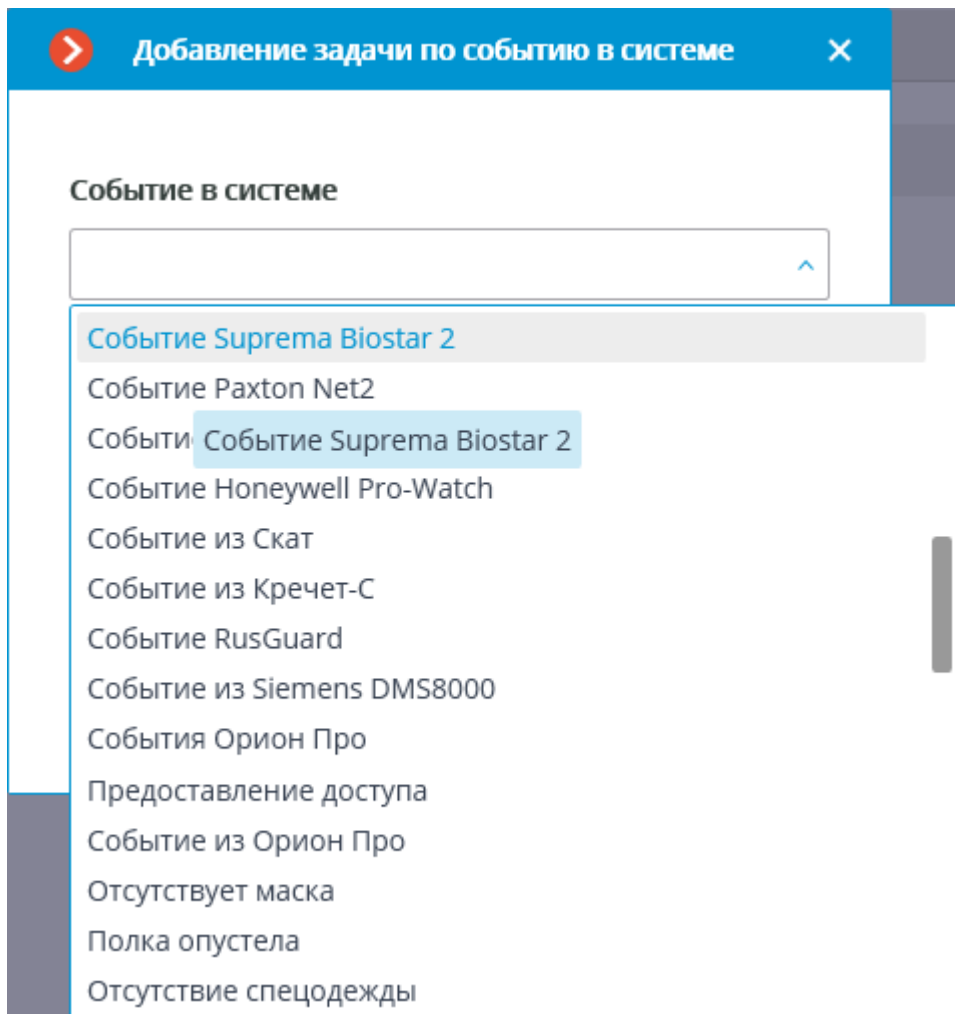 Добавление задачи по событию в системе
Событие в системе
Событие Suprema Biostar 2
Событие Paxton Net2
Событи
Событие Suprema Biostar 2
Событие Honeywell Pro-Watch
Событие из Скат
Событие из Кречет-С
Событие RusGuard
Событие из Siemens DMS8000
События Орион Про
Предоставление доступа
Событие из Орион Про
Отсутствует маска
Полка опустела
Отсутствие спецодежды